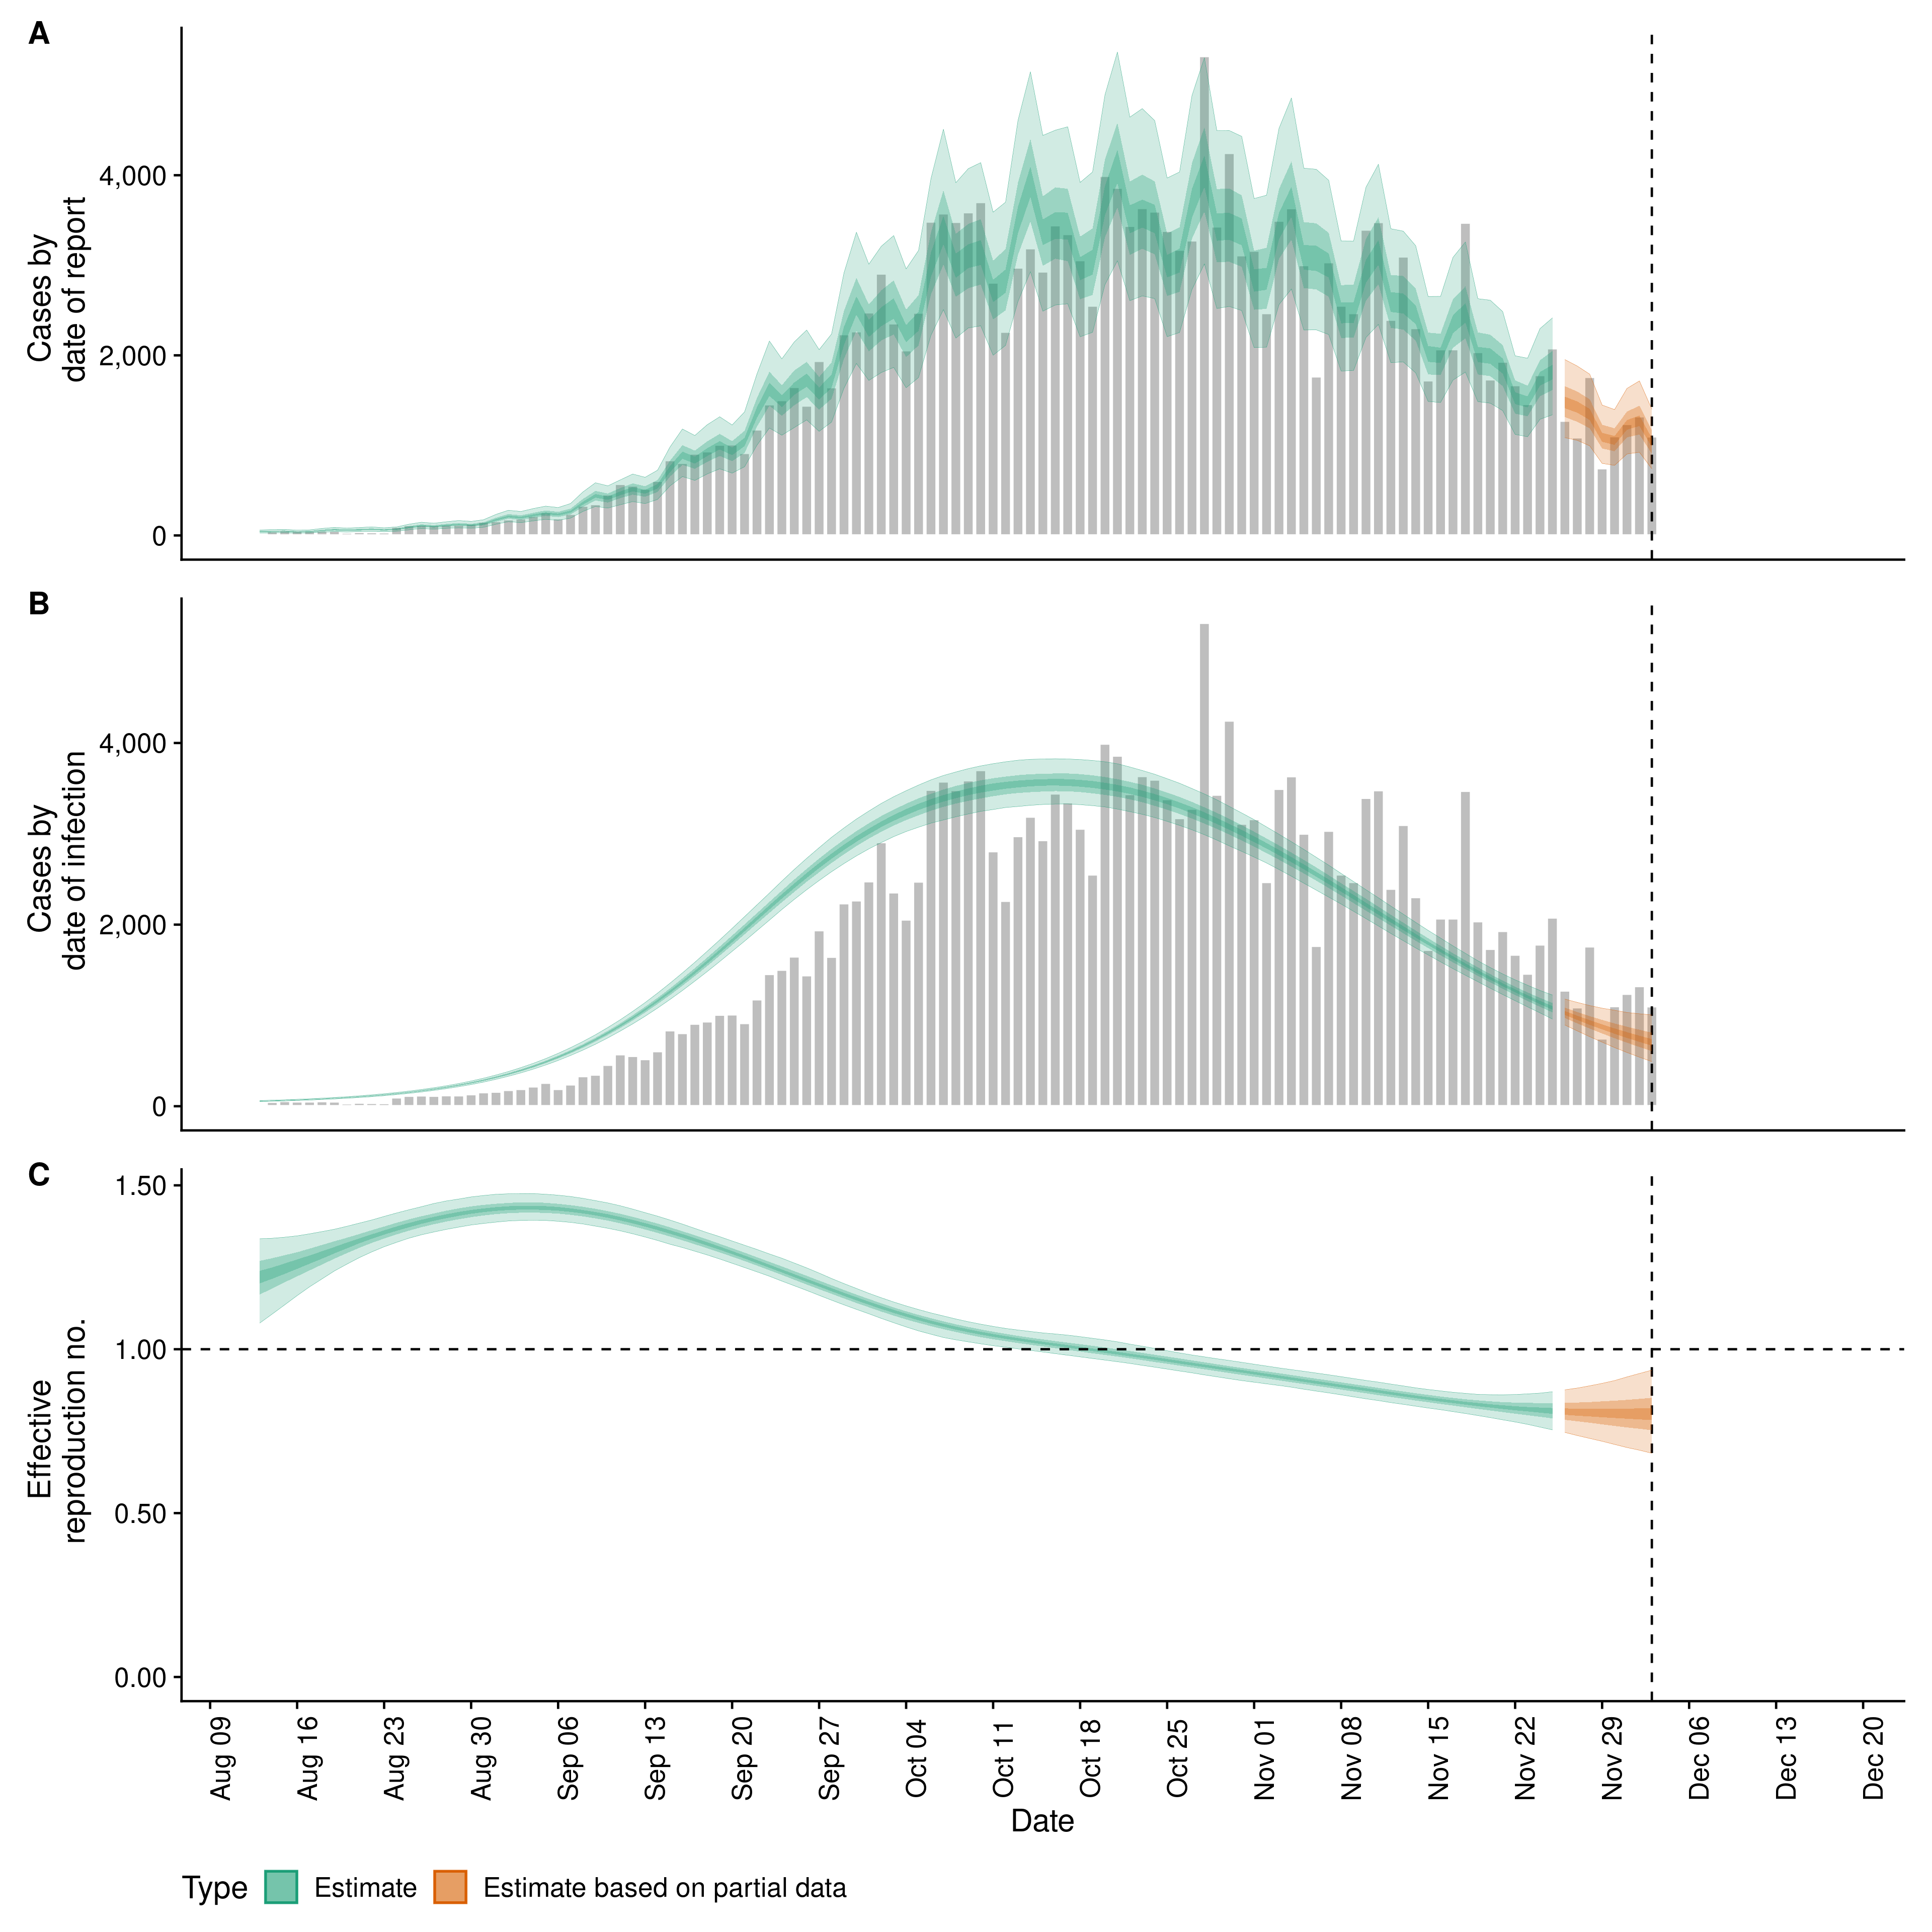 A
Cases by
date of report
4,000
2,000
0
B
Cases by
date of infection
4,000
2,000
0
C
Effective
reproduction no.
1.50
1.00
0.50
0.00
Aug 09
Aug 16
Aug 23
Aug 30
Sep 06
Sep 13
Sep 20
Sep 27
Oct 04
Oct 11
Oct 18
Oct 25
Nov 01
Nov 08
Nov 15
Nov 22
Nov 29
Dec 06
Dec 13
Dec 20
Date
Type Estimate Estimate based on partial data